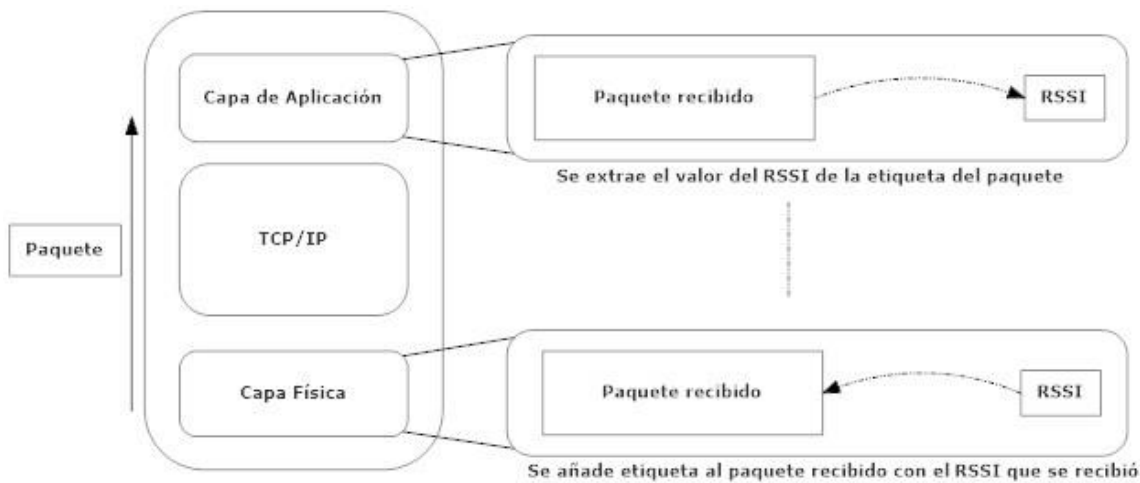 Capa de Aplicación
Paquete recibido
RSSI
Se extrae el valor del RSSI de la etiqueta del paquete
TCP/IP
Paquete
Capa Física
Paquete recibido
RSSI
Se añade etiqueta al paquete recibido con el RSSI que se recibió